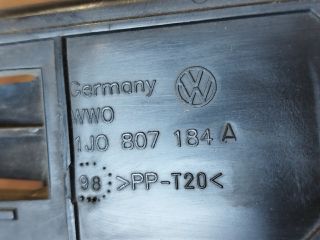 Germany
WWO
1J0 807 184 A
98 >PP-T20<